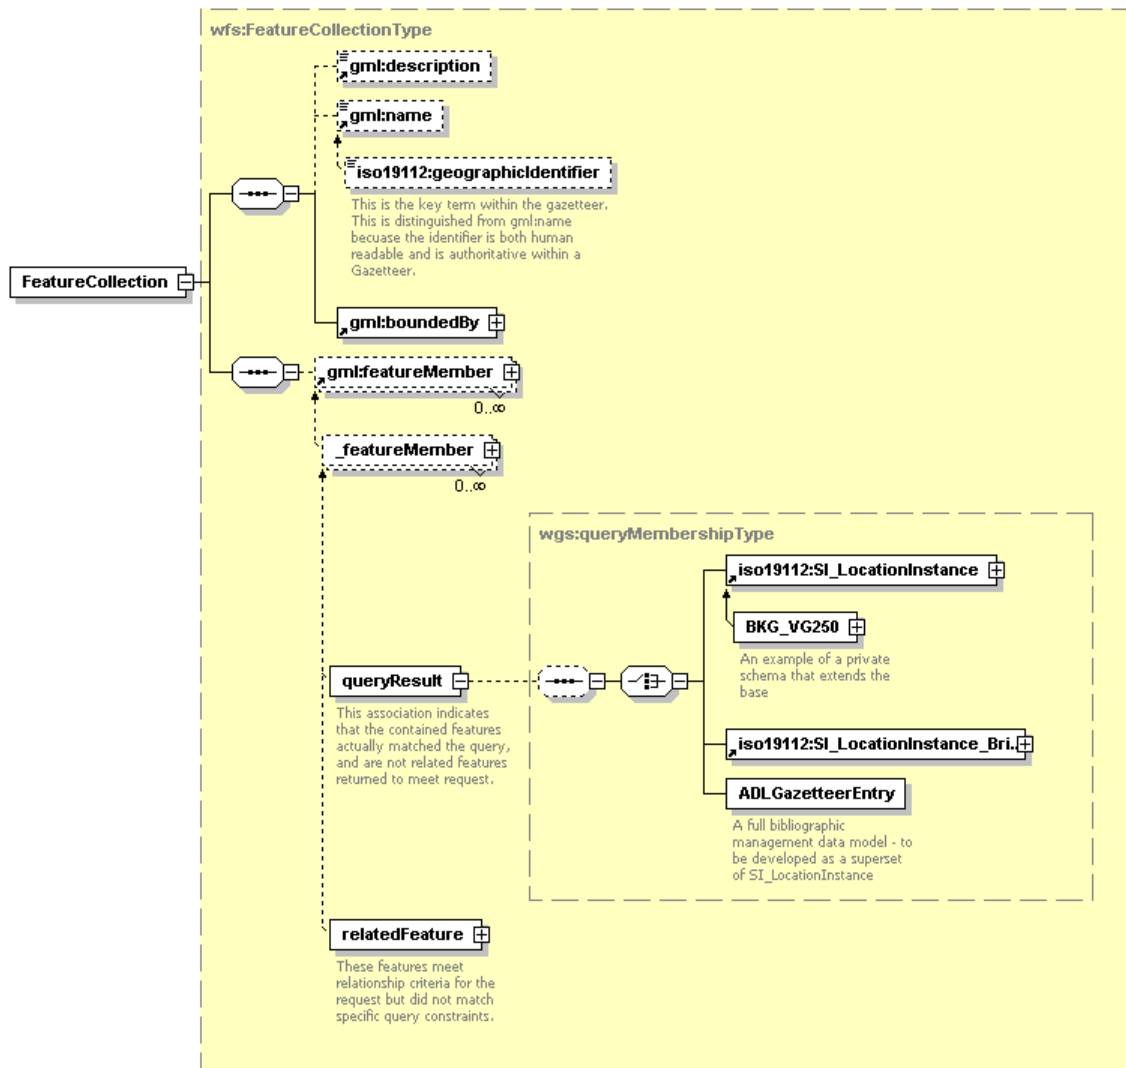 wfs:FeatureCollectionType
gml:description
gml:name
iso19112:geographicIdentifier
This is the key term within the gazetteer.
This is distinguished from gml:name
becuase the identifier is both human
readable and is authoritative within a
Gazetteer.
FeatureCollection
gml:boundedBy
gml:featureMember
0..∞
_featureMember
0..∞
wgs:queryMembershipType
iso19112:SI_LocationInstance
BKG_VG250
An example of a private
schema that extends the
base
queryResult
This association indicates
that the contained features
actually matched the query,
and are not related features
returned to meet request.
iso19112:SI_LocationInstance_Bri..
ADLGazetteerEntry
A full bibliographic
management data model - to
be developed as a superset
of SI_LocationInstance
relatedFeature
These features meet
relationship criteria for the
request but did not match
specific query constraints.